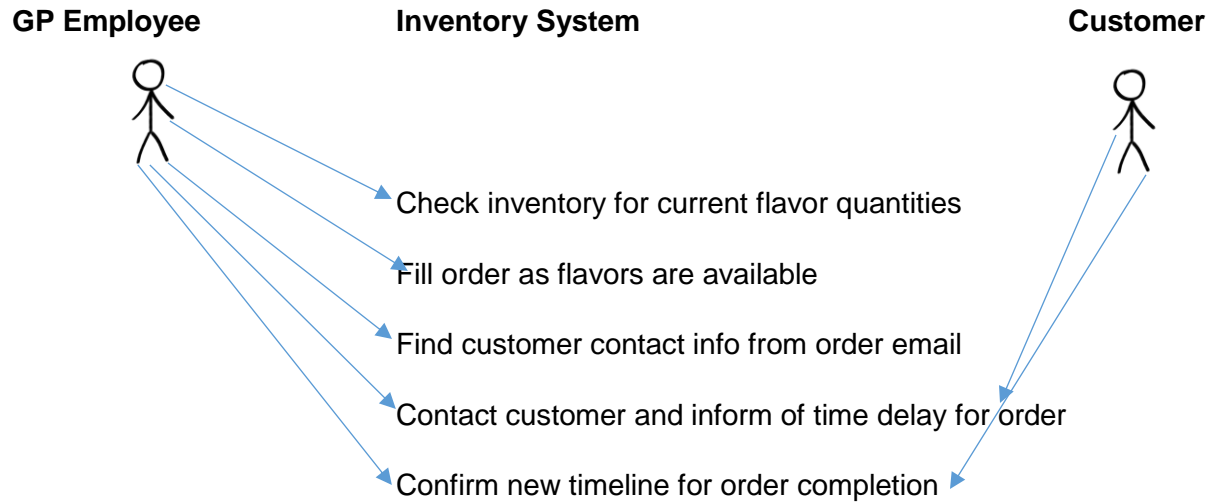 GP Employee Inventory System Customer
Check inventory for current flavor quantities
Fill order as flavors are available
Find customer contact info from order email
Contact customer and inform of time delay for order
Confirm new timeline for order completion